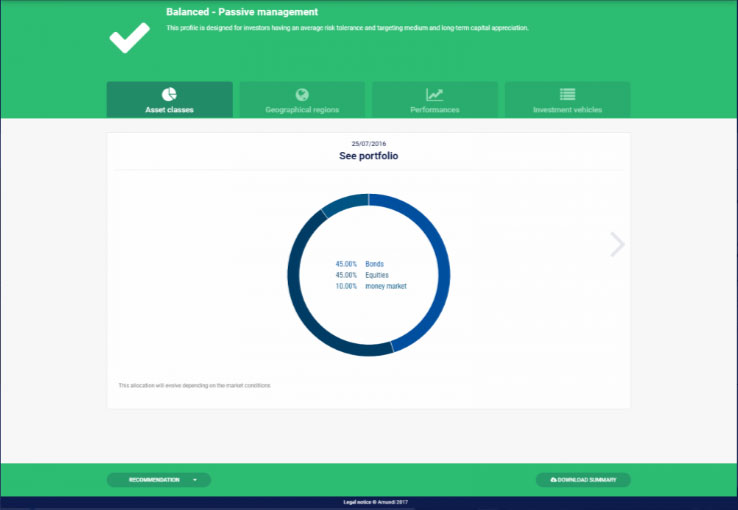 Balanced - Passive management
This profile is designed for investors having an average risk tolerance and targeting medium and long term capital appreciation.
Asset classes
Geographical regions
Performances
Investment vehicles
25/07/2016
See portfolio
45.00% Bonds
45.00% Equities
10.00% money market
This allocation will evolve depending on the market conditions
RECOMMENDATION
DOWNLOAD SUMMARY
Legal notice © Amundi 2017